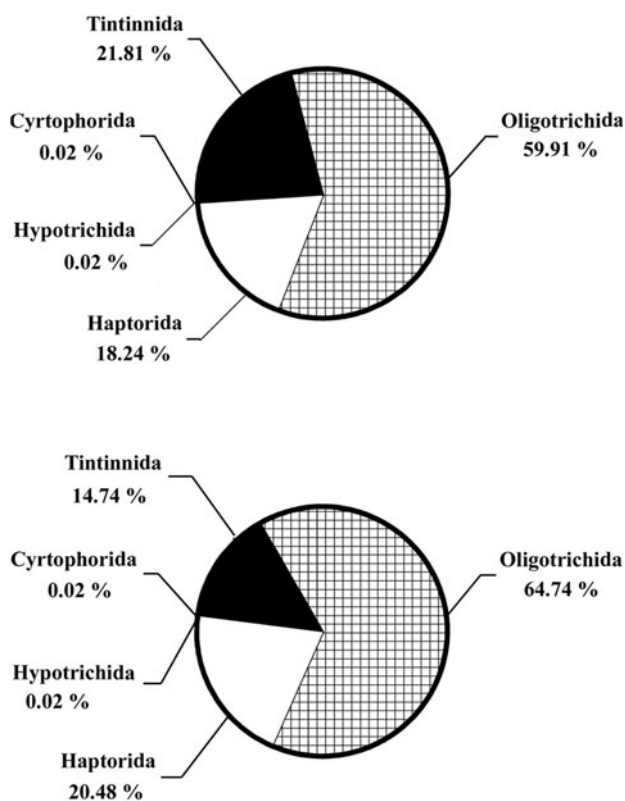 Tintinnida
21.81 %
Cyrtophorida
0.02 %
Hypotrichida
0.02 %
Haptorida
18.24 %
Oligotrichida
59.91 %
Tintinnida
14.74 %
Cyrtophorida
0.02 %
Hypotrichida
0.02 %
Haptorida
20.48 %
Oligotrichida
64.74 %